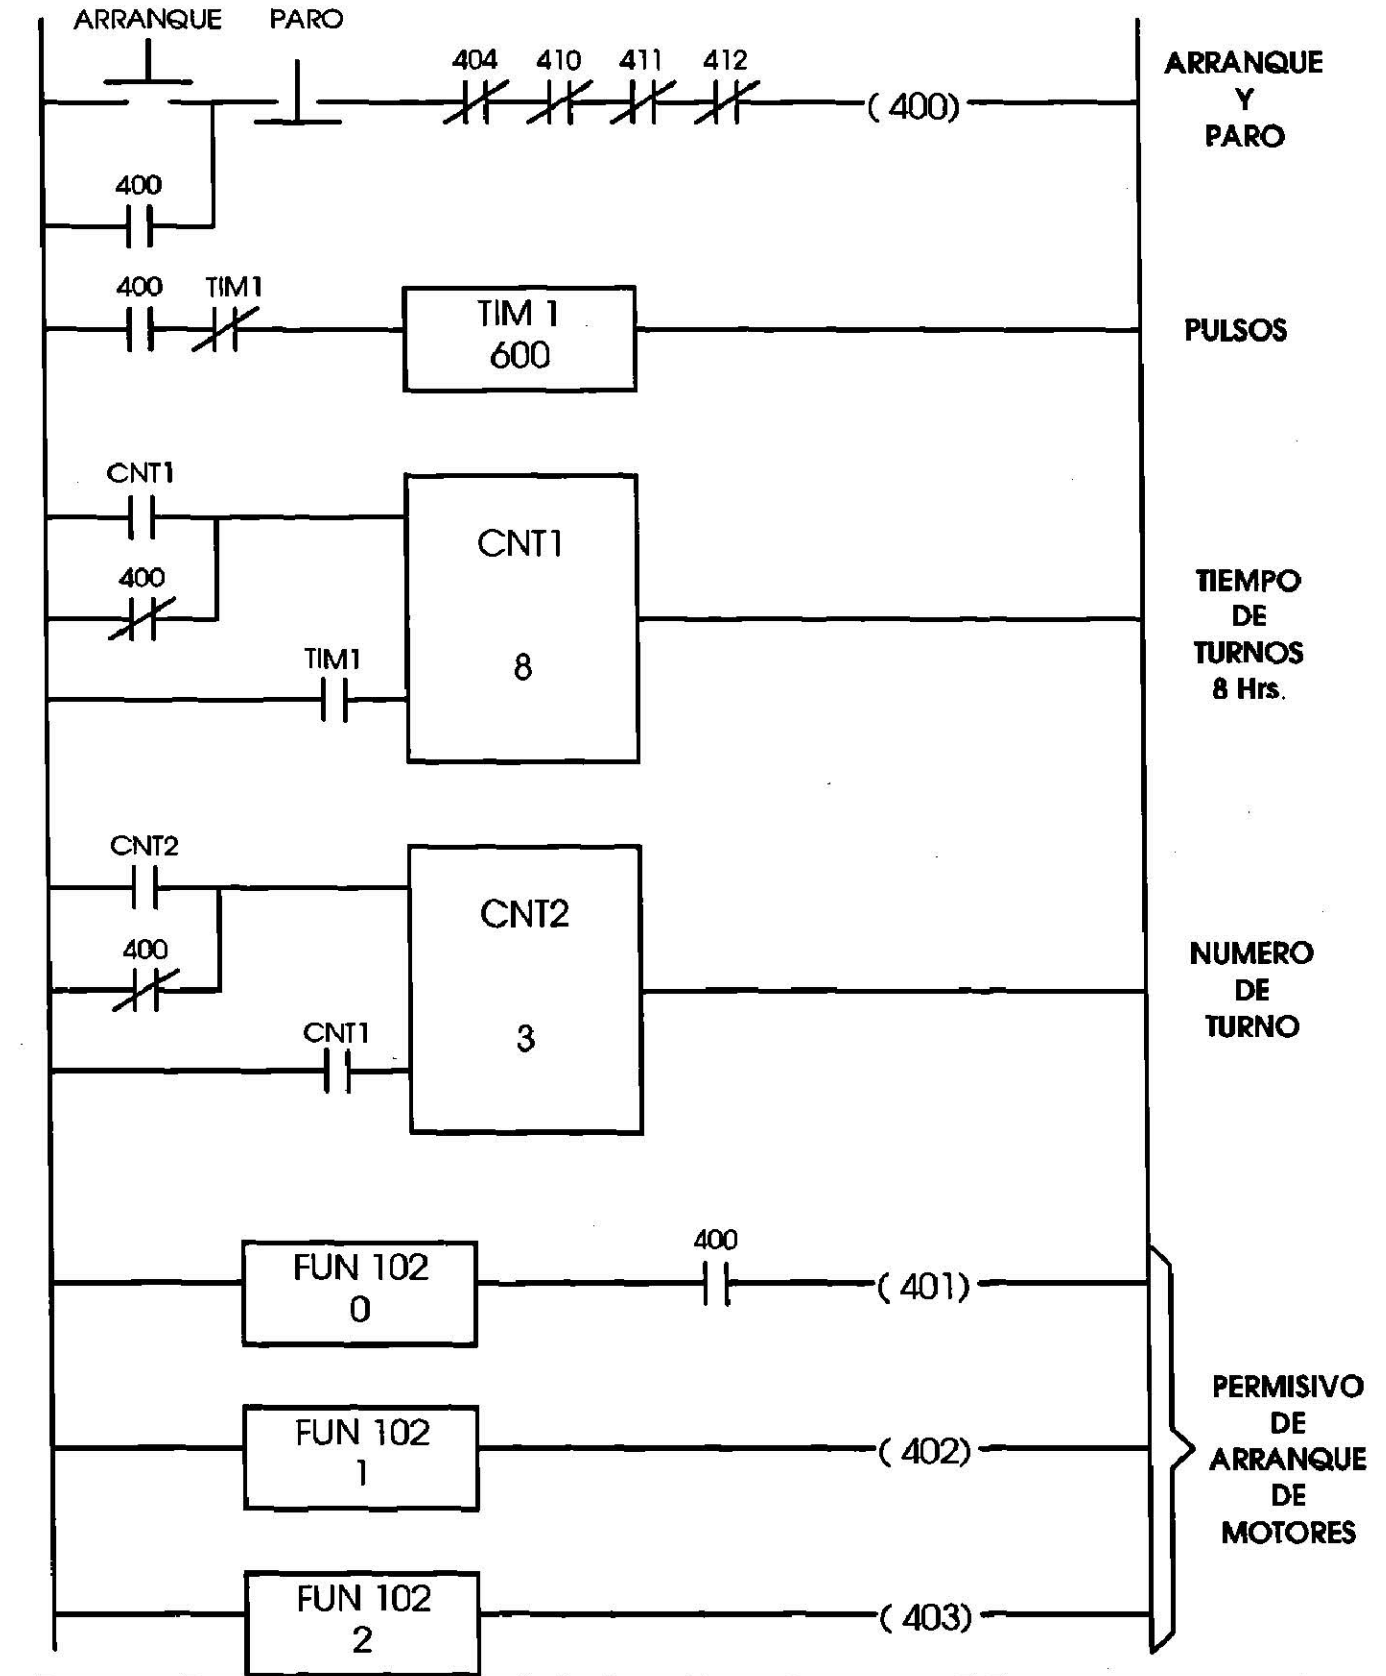 ARRANQUE PARO
404 410 411 412
(400)
ARRANQUE
Y
PARO
400
400 TIM1
TIM 1
600
PULSOS
CNT1
400
TIM1
CNT1
8
TIEMPO
DE
TURNOS
8 Hrs.
CNT2
400
CNT1
CNT2
3
NUMERO
DE
TURNO
FUN 102
0
400
(401)
FUN 102
1
(402)
FUN 102
2
(403)
PERMISIVO
DE
ARRANQUE
DE
MOTORES